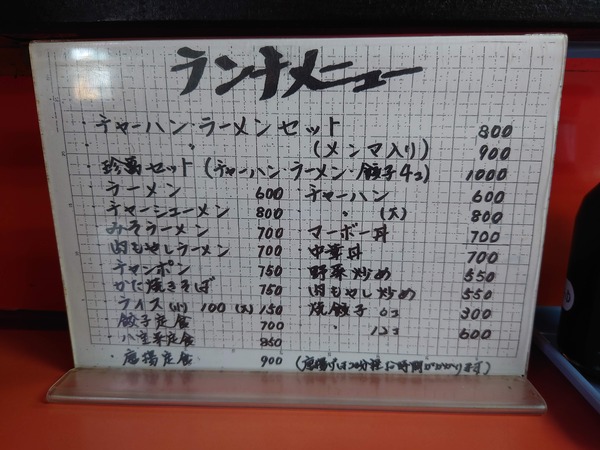 ランチメニュー
・チャーハン・ラーメンセット 800
・ 〃 (メンマ入り) 900
・珍萬セット(チャーハン・ラーメン・餃子4コ) 1000
・ラーメン 600 ・チャーハン 600
・チャーシューメン 800 ・ 〃 (大) 800
・みそラーメン 700 ・マーボー丼 700
・肉もやしラーメン 700 ・中華丼 700
・チャンポン 750 ・野菜炒め 550
・かた焼きそば 750 ・肉もやし炒め 550
・ライス(小) 100 (大) 150 ・焼餃子 6コ 300
・餃子定食 700 ・ 〃 12コ 600
・八宝菜定食 850
・唐揚定食 900 (唐揚げは20分程お時間がかかります)